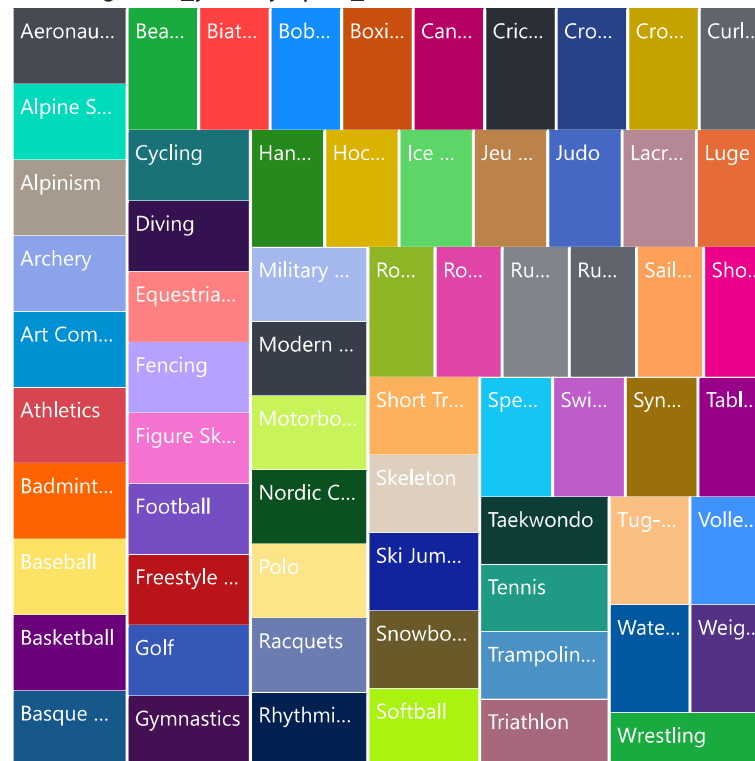 Aeronau...
Alpine S...
Alpinism
Archery
Art Com...
Athletics
Badmint...
Baseball
Basketball
Basque ...
Bea...
Biat...
Bob...
Boxi...
Can...
Cric...
Cro...
Cro...
Curl...
Cycling
Diving
Equestria...
Fencing
Figure Sk...
Football
Freestyle ...
Golf
Gymnastics
Han...
Hoc...
Ice ...
Jeu ...
Judo
Lacr...
Luge
Military ...
Modern ...
Motorbo...
Nordic C...
Polo
Racquets
Rhythmi...
Ro...
Ro...
Ru...
Ru...
Sail...
Sho...
Short Tr...
Skeleton
Ski Jum...
Snowbo...
Softball
Spe...
Swi...
Syn...
Tabl...
Taekwondo
Tennis
Trampolin...
Triathlon
Tug-...
Volle...
Wate...
Weig...
Wrestling